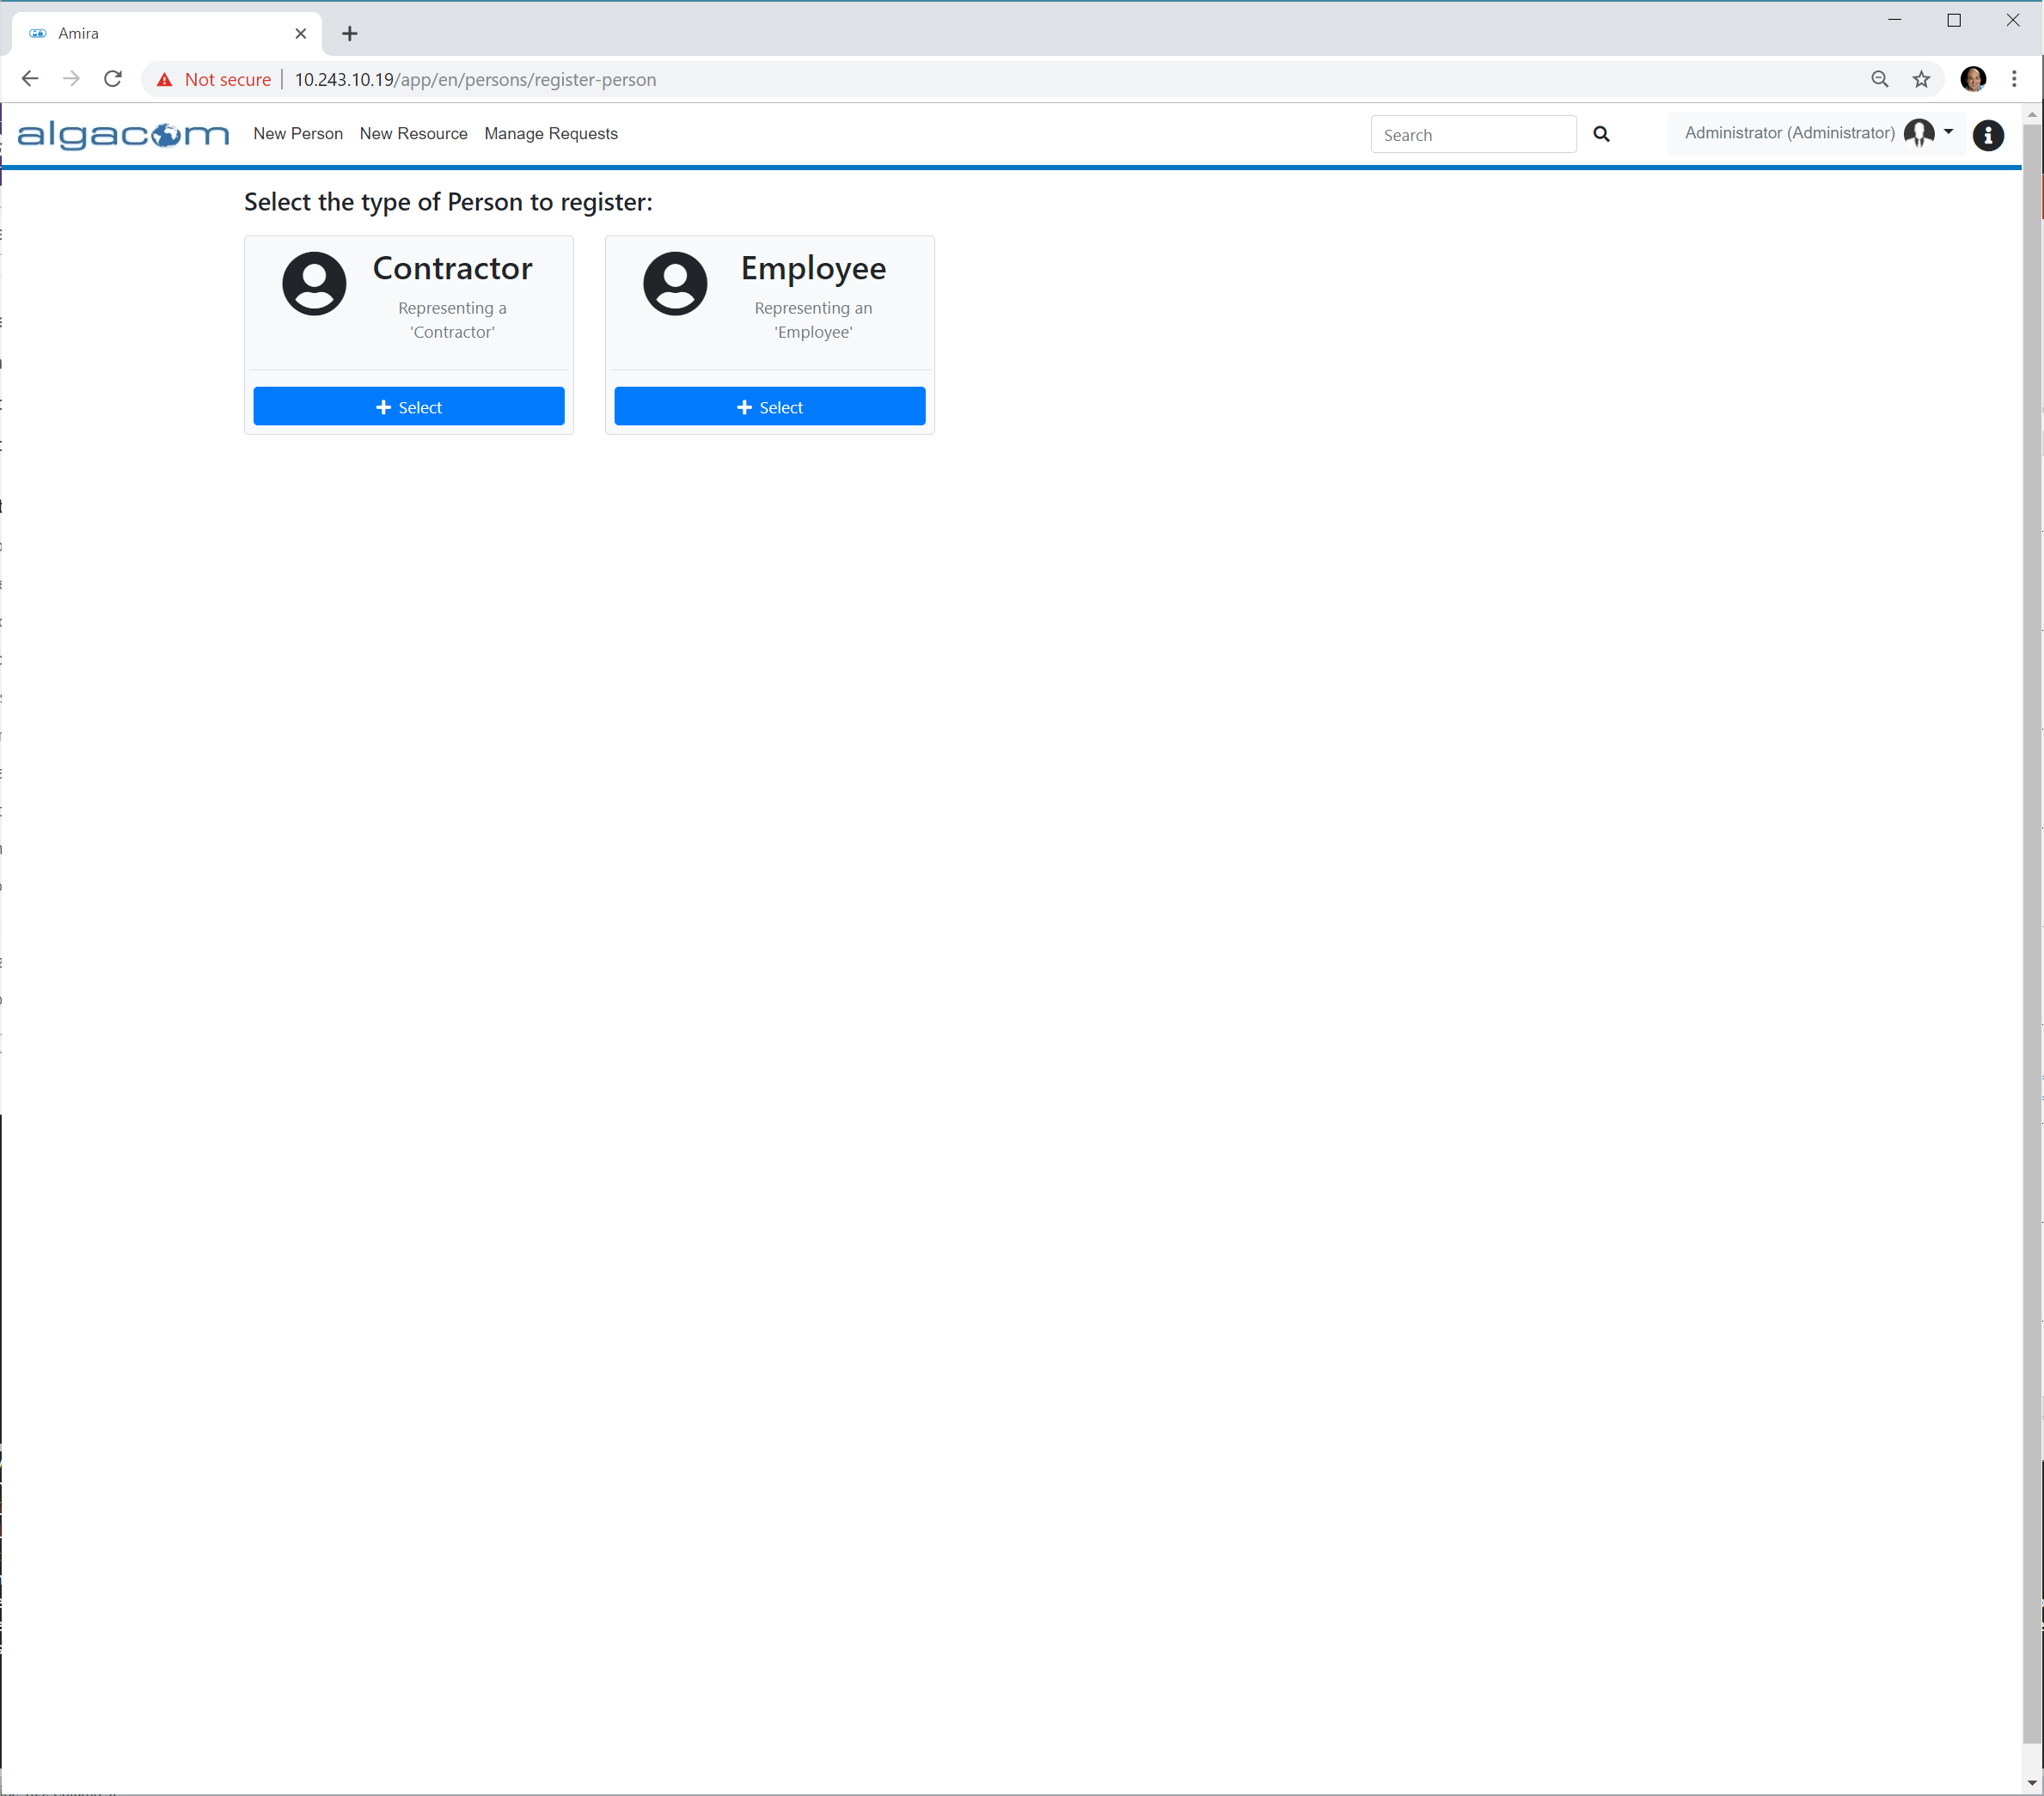 Amira
Not secure | 10.243.10.19/app/en/persons/register-person
algacom New Person New Resource Manage Requests Search Administrator (Administrator)
Select the type of Person to register:
Contractor
Representing a
'Contractor'
Select
Employee
Representing an
'Employee'
Select